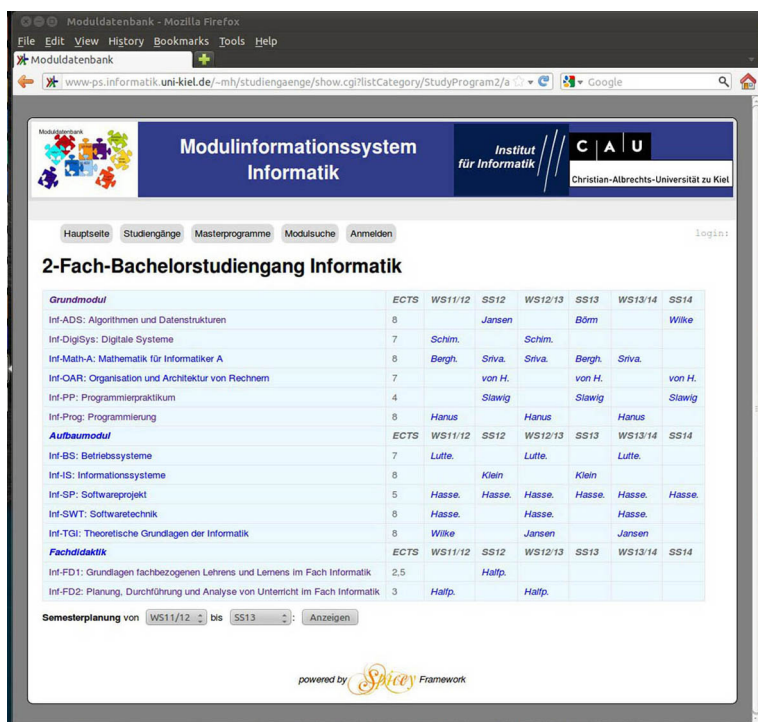 Moduldatenbank - Mozilla Firefox
File Edit View History Bookmarks Tools Help
Moduldatenbank
www-ps.informatik.uni-kiel.de/~mh/studiengaenge/show.cgi?listCategory/StudyProgram2/a Google
Moduldatenbank
Modulinformationssystem
Informatik
Institut
für Informatik
C A U
Christian-Albrechts-Universität zu Kiel
Hauptseite Studiengänge Masterprogramme Modulsuche Anmelden login:
2-Fach-Bachelorstudiengang Informatik
Grundmodul ECTS WS11/12 SS12 WS12/13 SS13 WS13/14 SS14
Inf-ADS: Algorithmen und Datenstrukturen 8 Jansen Börm Wilke
Inf-DigiSys: Digitale Systeme 7 Schim. Schim.
Inf-Math-A: Mathematik für Informatiker A 8 Bergh. Sriva. Sriva. Bergh. Sriva.
Inf-OAR: Organisation und Architektur von Rechnern 7 von H. von H. von H.
Inf-PP: Programmierpraktikum 4 Slawig Slawig Slawig
Inf-Prog: Programmierung 8 Hanus Hanus Hanus
Aufbaumodul ECTS WS11/12 SS12 WS12/13 SS13 WS13/14 SS14
Inf-BS: Betriebssysteme 7 Lutte. Lutte. Lutte.
Inf-IS: Informationssysteme 8 Klein Klein
Inf-SP: Softwareprojekt 5 Hasse. Hasse. Hasse. Hasse. Hasse. Hasse.
Inf-SWT: Softwaretechnik 8 Hasse. Hasse. Hasse.
Inf-TGI: Theoretische Grundlagen der Informatik 8 Wilke Jansen Jansen
Fachdidaktik ECTS WS11/12 SS12 WS12/13 SS13 WS13/14 SS14
Inf-FD1: Grundlagen fachbezogenen Lehrens und Lernens im Fach Informatik 2,5 Halfp.
Inf-FD2: Planung, Durchführung und Analyse von Unterricht im Fach Informatik 3 Halfp. Halfp.
Semesterplanung von WS11/12 bis SS13 : Anzeigen
powered by Spicey Framework